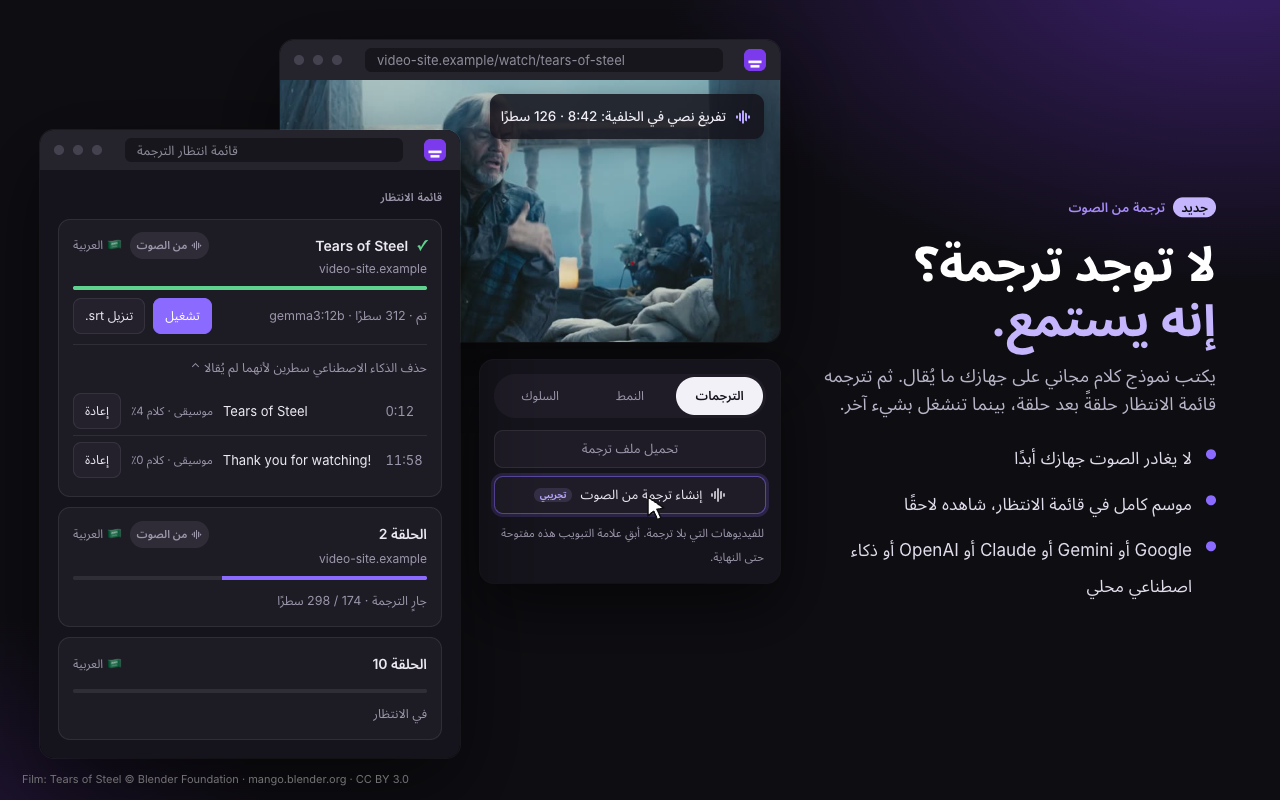 جديد ترجمة من الصوت
لا توجد ترجمة؟
إنه يستمع.
يكتب نموذج كلام مجاني على جهازك ما يُقال. ثم تترجمه
قائمة الانتظار حلقةً بعد حلقة، بينما تنشغل بشيء آخر.
لا يغادر الصوت جهازك أبدًا
موسم كامل في قائمة الانتظار، شاهده لاحقًا
Google أو Gemini أو Claude أو OpenAI أو ذكاء
اصطناعي محلي
video-site.example/watch/tears-of-steel
تفريغ نصي في الخلفية: 8:42 · 126 سطرًا
الترجمات النمط السلوك
تحميل ملف ترجمة
إنشاء ترجمة من الصوت تجريبي
للفيديوهات التي بلا ترجمة. أبقِ علامة التبويب هذه مفتوحة
حتى النهاية.
قائمة انتظار الترجمة
قائمة الانتظار
✓ Tears of Steel من الصوت العربية
video-site.example
تم · 312 سطرًا · gemma3:12b تشغيل تنزيل srt.
حذف الذكاء الاصطناعي سطرين لأنهما لم يُقالا ^
0:12 Tears of Steel موسيقى · كلام 4٪ إعادة
11:58 Thank you for watching! موسيقى · كلام 0٪ إعادة
الحلقة 2 من الصوت العربية
video-site.example
جارٍ الترجمة · 174 / 298 سطرًا
الحلقة 10 العربية
في الانتظار
Film: Tears of Steel © Blender Foundation · mango.blender.org · CC BY 3.0